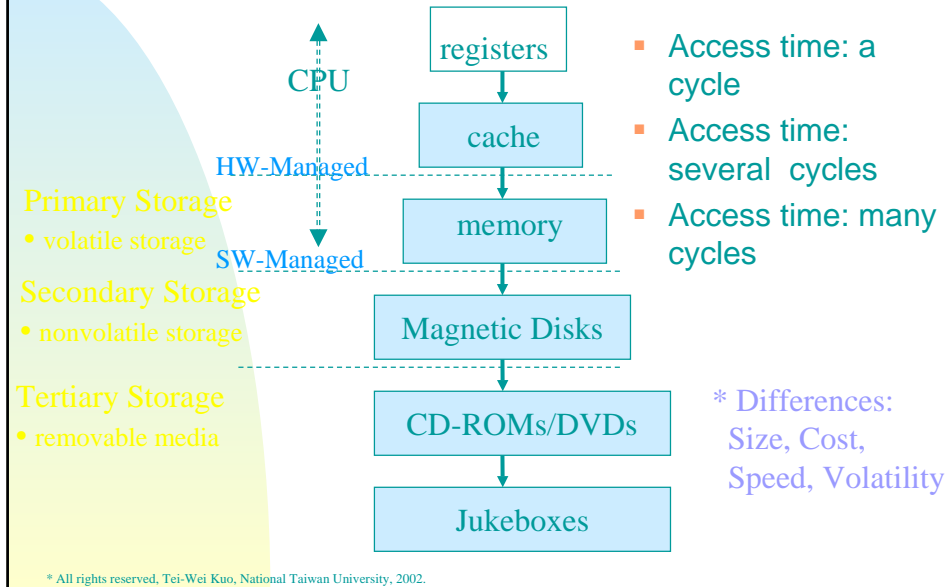 registers
CPU
cache
HW-Managed
Primary Storage
• volatile storage
memory
SW-Managed
Secondary Storage
• nonvolatile storage
Magnetic Disks
Tertiary Storage
• removable media
CD-ROMs/DVDs
Jukeboxes
▪ Access time: a
cycle
▪ Access time:
several cycles
▪ Access time: many
cycles
* Differences:
Size, Cost,
Speed, Volatility
* All rights reserved, Tei-Wei Kuo, National Taiwan University, 2002.